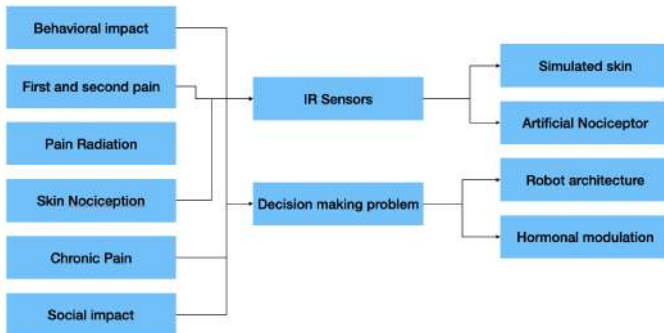 Behavioral impact
First and second pain
Pain Radiation
Skin Nociception
Chronic Pain
Social impact
IR Sensors
Decision making problem
Simulated skin
Artificial Nociceptor
Robot architecture
Hormonal modulation